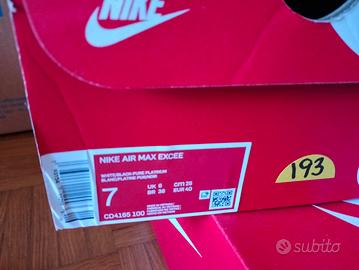 NIKE
NIKE AIR MAX EXCEE
WHITE/BLACK-PURE PLATINUM
BLANC/PLATINE PUR/NOIR
7
UK 6
CM 25
BR 38
EUR 40
CD4165 100
193
subito